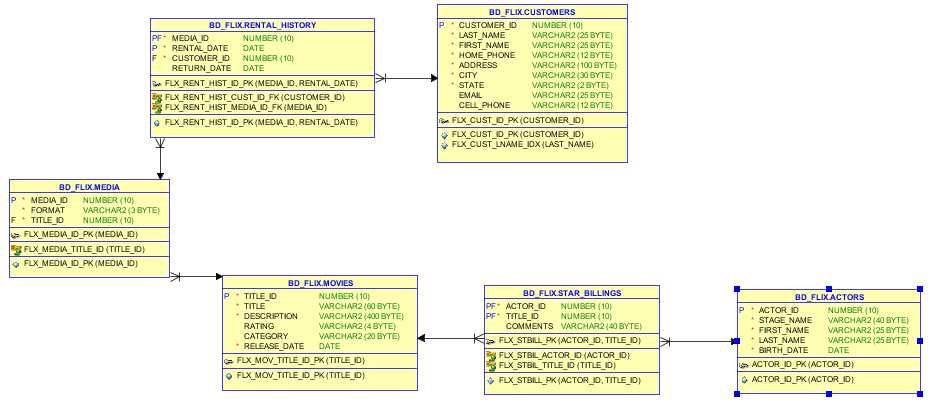 BD_FLIX.RENTAL_HISTORY
PF * MEDIA_ID NUMBER (10)
P * RENTAL_DATE DATE
F * CUSTOMER_ID NUMBER (10)
RETURN_DATE DATE
FLX_RENT_HIST_ID_PK (MEDIA_ID, RENTAL_DATE)
FLX_RENT_HIST_CUST_ID_FK (CUSTOMER_ID)
FLX_RENT_HIST_MEDIA_ID_FK (MEDIA_ID)
FLX_RENT_HIST_ID_PK (MEDIA_ID, RENTAL_DATE)
BD_FLIX.CUSTOMERS
P * CUSTOMER_ID NUMBER (10)
* LAST_NAME VARCHAR2 (25 BYTE)
* FIRST_NAME VARCHAR2 (25 BYTE)
* HOME_PHONE VARCHAR2 (12 BYTE)
* ADDRESS VARCHAR2 (100 BYTE)
* CITY VARCHAR2 (30 BYTE)
* STATE VARCHAR2 (2 BYTE)
EMAIL VARCHAR2 (25 BYTE)
CELL_PHONE VARCHAR2 (12 BYTE)
FLX_CUST_ID_PK (CUSTOMER_ID)
FLX_CUST_ID_PK (CUSTOMER_ID)
FLX_CUST_LNAME_IDX (LAST_NAME)
BD_FLIX.MEDIA
P * MEDIA_ID NUMBER (10)
* FORMAT VARCHAR2 (3 BYTE)
F * TITLE_ID NUMBER (10)
FLX_MEDIA_ID_PK (MEDIA_ID)
FLX_MEDIA_TITLE_ID (TITLE_ID)
FLX_MEDIA_ID_PK (MEDIA_ID)
BD_FLIX.MOVIES
P * TITLE_ID NUMBER (10)
* TITLE VARCHAR2 (60 BYTE)
* DESCRIPTION VARCHAR2 (400 BYTE)
RATING VARCHAR2 (4 BYTE)
CATEGORY VARCHAR2 (20 BYTE)
* RELEASE_DATE DATE
FLX_MOV_TITLE_ID_PK (TITLE_ID)
FLX_MOV_TITLE_ID_PK (TITLE_ID)
BD_FLIX.STAR_BILLINGS
PF * ACTOR_ID NUMBER (10)
PF * TITLE_ID NUMBER (10)
COMMENTS VARCHAR2 (40 BYTE)
FLX_STBILL_PK (ACTOR_ID, TITLE_ID)
FLX_STBIL_ACTOR_ID (ACTOR_ID)
FLX_STBIL_TITLE_ID (TITLE_ID)
FLX_STBILL_PK (ACTOR_ID, TITLE_ID)
BD_FLIX.ACTORS
P * ACTOR_ID NUMBER (10)
* STAGE_NAME VARCHAR2 (40 BYTE)
* FIRST_NAME VARCHAR2 (25 BYTE)
* LAST_NAME VARCHAR2 (25 BYTE)
* BIRTH_DATE DATE
ACTOR_ID_PK (ACTOR_ID)
ACTOR_ID_PK (ACTOR_ID)